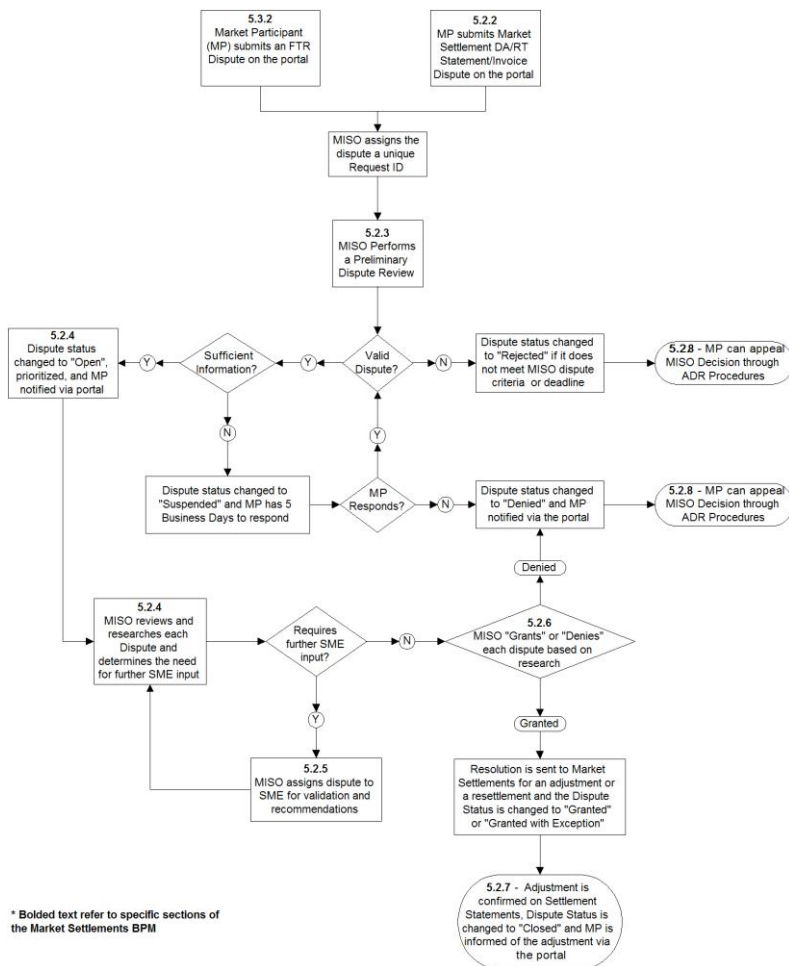 5.3.2
Market Participant
(MP) submits an FTR
Dispute on the portal
5.2.2
MP submits Market
Settlement DA/RT
Statement/Invoice
Dispute on the portal
MISO assigns the
dispute a unique
Request ID
5.2.3
MISO Performs
a Preliminary
Dispute Review
5.2.4
Dispute status
changed to "Open",
prioritized, and MP
notified via portal
Y
Sufficient
Information?
Y
Valid
Dispute?
N
Dispute status changed
to "Rejected" if it does
not meet MISO dispute
criteria or deadline
5.2.8 - MP can appeal
MISO Decision through
ADR Procedures
N
Y
Dispute status changed to
"Suspended" and MP has 5
Business Days to respond
MP
Responds?
N
Dispute status changed
to "Denied" and MP
notified via the portal
5.2.8 - MP can appeal
MISO Decision through
ADR Procedures
Denied
5.2.4
MISO reviews and
researches each
Dispute and
determines the need
for further SME input
Requires
further SME
input?
N
5.2.6
MISO "Grants" or "Denies"
each dispute based on
research
Y
Granted
5.2.5
MISO assigns dispute to
SME for validation and
recommendations
Resolution is sent to Market
Settlements for an adjustment or
a resettlement and the Dispute
Status is changed to "Granted"
or "Granted with Exception"
5.2.7 - Adjustment is
confirmed on Settlement
Statements, Dispute Status is
changed to "Closed" and MP is
informed of the adjustment via
the portal
* Bolded text refer to specific sections of
the Market Settlements BPM